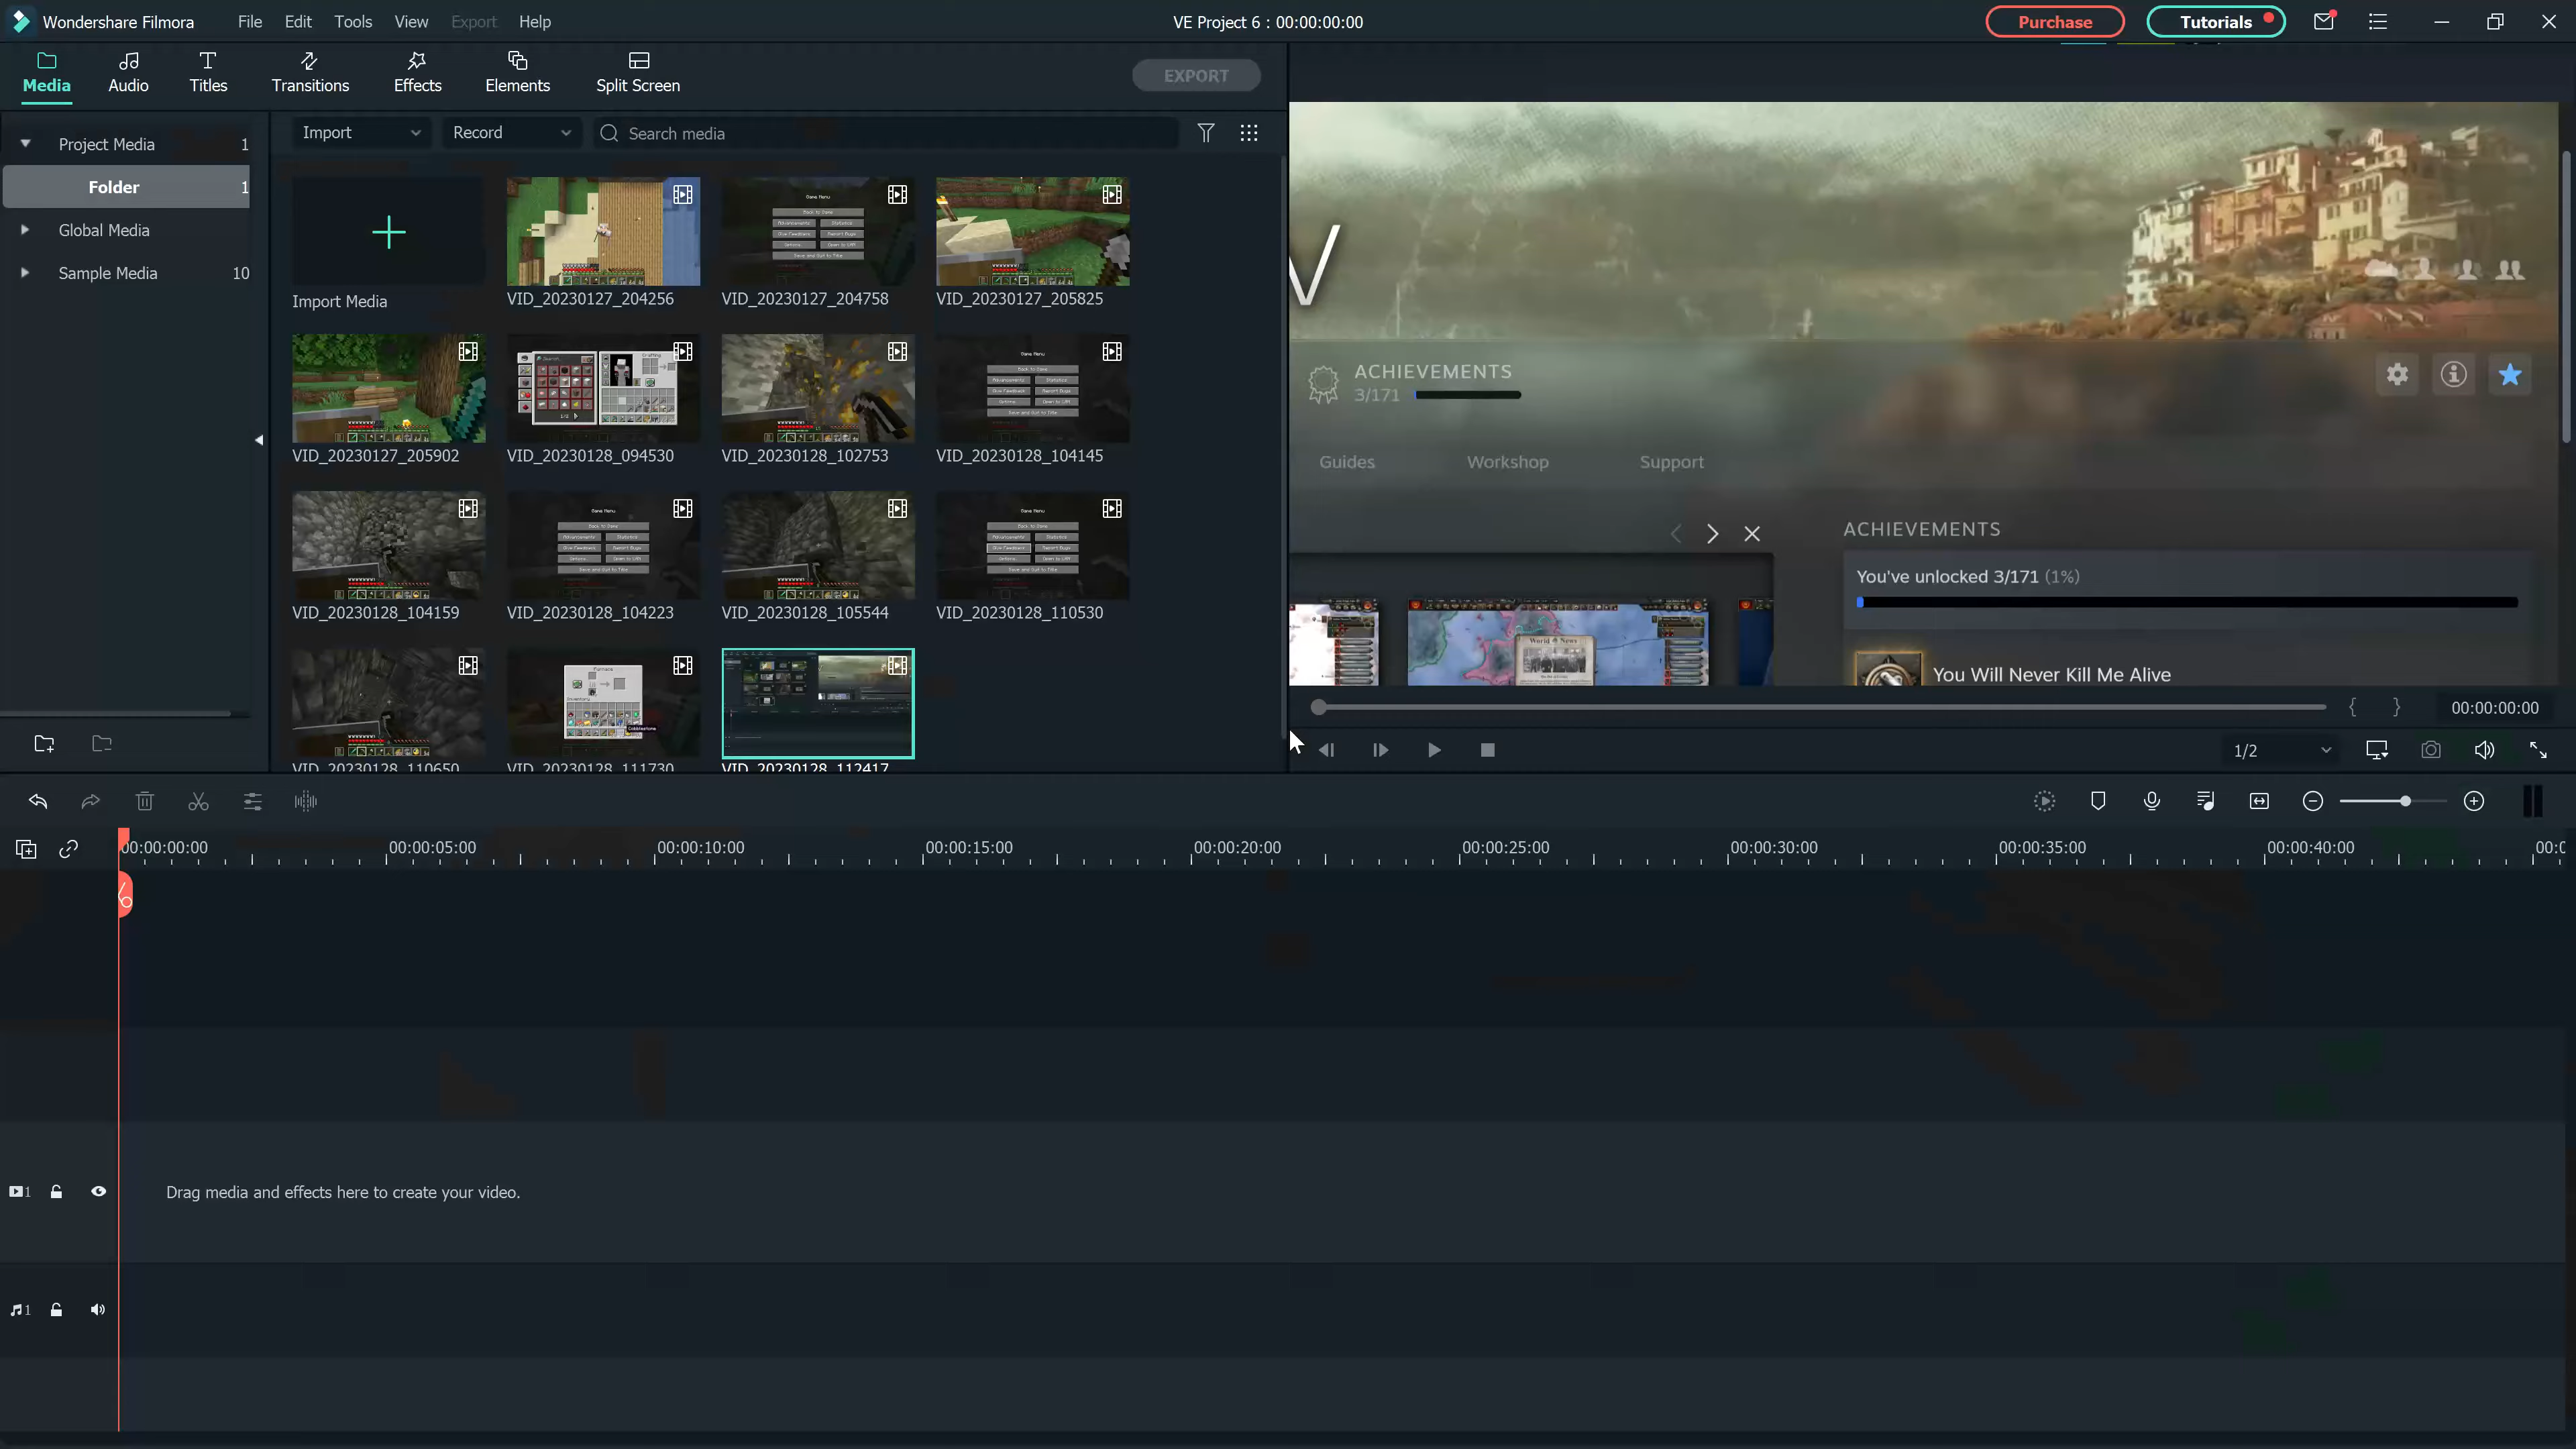 Wondershare Filmora File Edit Tools View Export Help VE Project 6 : 00:00:00:00 Purchase Tutorials
Media Audio Titles Transitions Effects Elements Split Screen EXPORT
Project Media 1
Folder 1
Global Media
Sample Media 10
Import Record Search media
Import Media VID_20230127_204256 VID_20230127_204758 VID_20230127_205825
VID_20230127_205902 VID_20230128_094530 VID_20230128_102753 VID_20230128_104145
VID_20230128_104159 VID_20230128_104223 VID_20230128_105544 VID_20230128_110530
VID_20230128_110650 VID_20230128_111730 VID_20230128_112417
V
ACHIEVEMENTS
3/171
Guides Workshop Support
ACHIEVEMENTS
You've unlocked 3/171 (1%)
World News
You Will Never Kill Me Alive
{ } 00:00:00:00
1/2
00:00:00:00 00:00:05:00 00:00:10:00 00:00:15:00 00:00:20:00 00:00:25:00 00:00:30:00 00:00:35:00 00:00:40:00
1 Drag media and effects here to create your video.
1